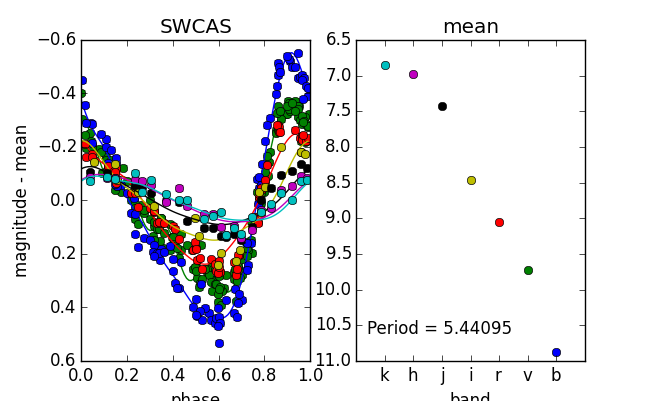 SWCAS
mean
−0.6
−0.4
−0.2
0.0
0.2
0.4
0.6
magnitude - mean
0.0
0.2
0.4
0.6
0.8
1.0
phase
6.5
7.0
7.5
8.0
8.5
9.0
9.5
10.0
10.5
11.0
Period = 5.44095
k
h
j
i
r
v
b
band